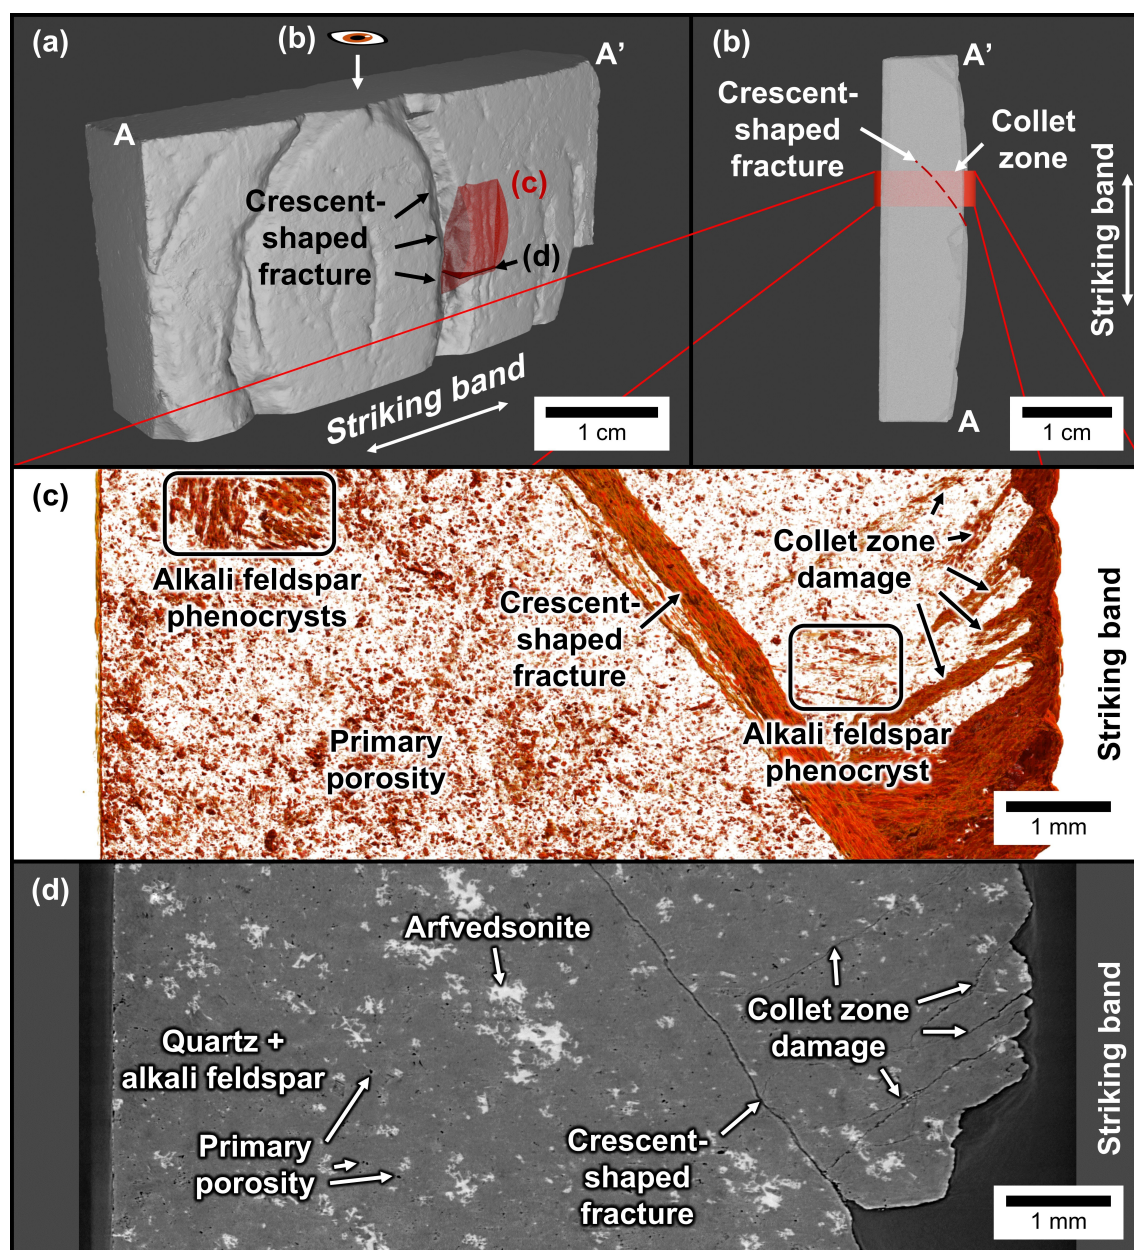 (a)
(b)
A
A’
Crescent-
shaped
fracture
(c)
(d)
Striking band
1 cm
(b)
A’
Crescent-
shaped
fracture
Collet
zone
Striking band
A
1 cm
(c)
Alkali feldspar
phenocrysts
Crescent-
shaped
fracture
Collet zone
damage
Primary
porosity
Alkali feldspar
phenocryst
Striking band
1 mm
(d)
Arfvedsonite
Quartz +
alkali feldspar
Primary
porosity
Collet zone
damage
Crescent-
shaped
fracture
Striking band
1 mm